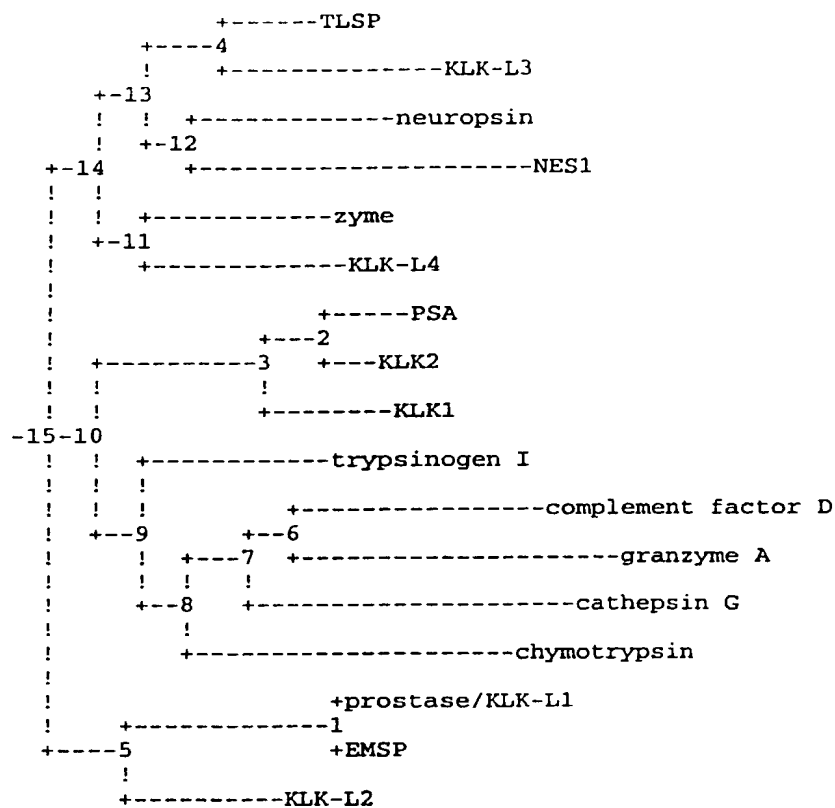 +------TLSP
+-----4
! +--------------KLK-L3
+--13
! ! +-------------neuropsin
! +--12
+--14 +----------------------NES1
! !
! ! +------------zyme
! +--11
! +-------------KLK-L4
!
! +-----PSA
! +---2
! +----------3 +---KLK2
! ! !
! ! +--------KLK1
-15--10
! ! +------------trypsinogen I
! ! !
! ! ! +----------------complement factor D
! +--9 +--6
! ! +---7 +---------------------granzyme A
! ! ! !
! +--8 +---------------------cathepsin G
! !
! +---------------------chymotrypsin
!
! +prostase/KLK-L1
! +-------------1
+----5 +EMSP
!
+----------KLK-L2